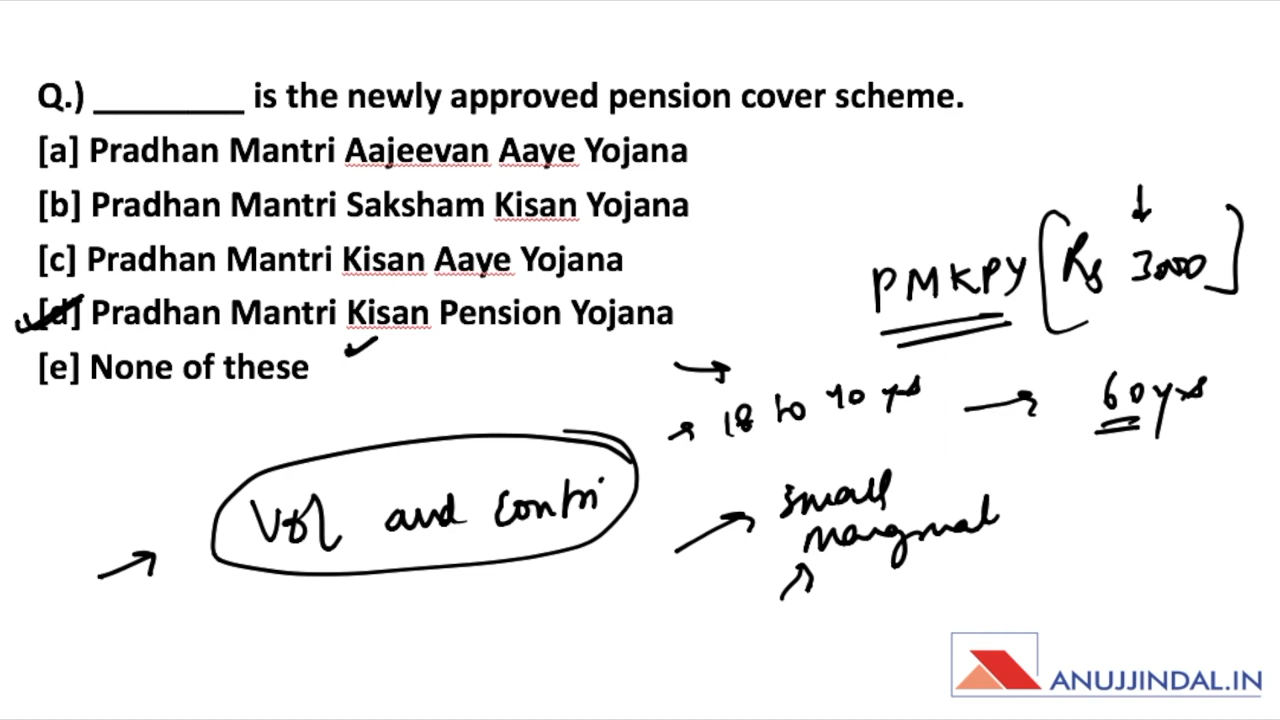 Q.) ________ is the newly approved pension cover scheme.
[a] Pradhan Mantri Aajeevan Aaye Yojana
[b] Pradhan Mantri Saksham Kisan Yojana
[c] Pradhan Mantri Kisan Aaye Yojana
[d] Pradhan Mantri Kisan Pension Yojana
[e] None of these
PMKPY [Rs 3000]
18 to 40 yrs → 60 yrs
Vol and contri
small
marginal
ANUJJINDAL.IN